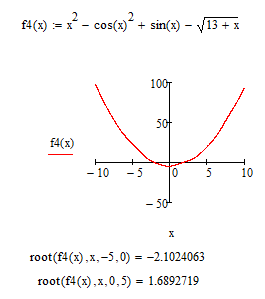 f4(x) := x² − cos(x)² + sin(x) − √13 + x
100
f4(x)
− 10 − 5 0 5 10
− 50
x
root(f4(x),x,−5,0) = −2.1024063
root(f4(x),x,0,5) = 1.6892719